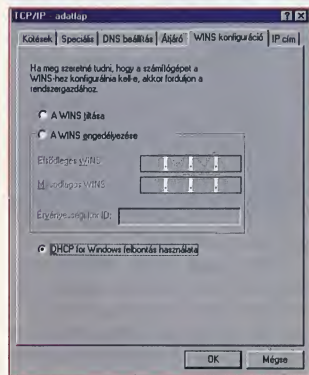 TCP/IP - adatlap
Kötések Speciális DNS beállítás Átjáró WINS konfiguráció IP cím
Ha meg szeretné tudni, hogy a számítógépet a
WINS-hez konfigurálnia kell-e, akkor forduljon a
rendszergazdához.
A WINS tiltása
A WINS engedélyezése
Elsődleges WINS
Másodlagos WINS
Érvényességi kör ID:
DHCP for Windows felbontás használata
OK Mégse